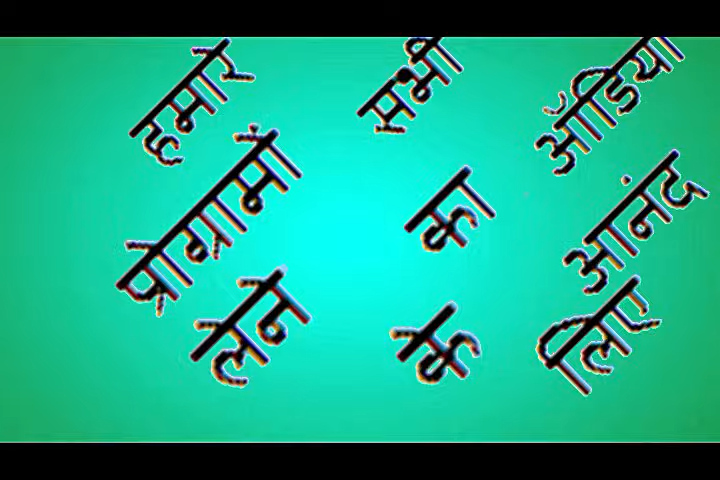 हमारे सभी ऑडियो
प्रोग्रामों का आनंद
लेने के लिए